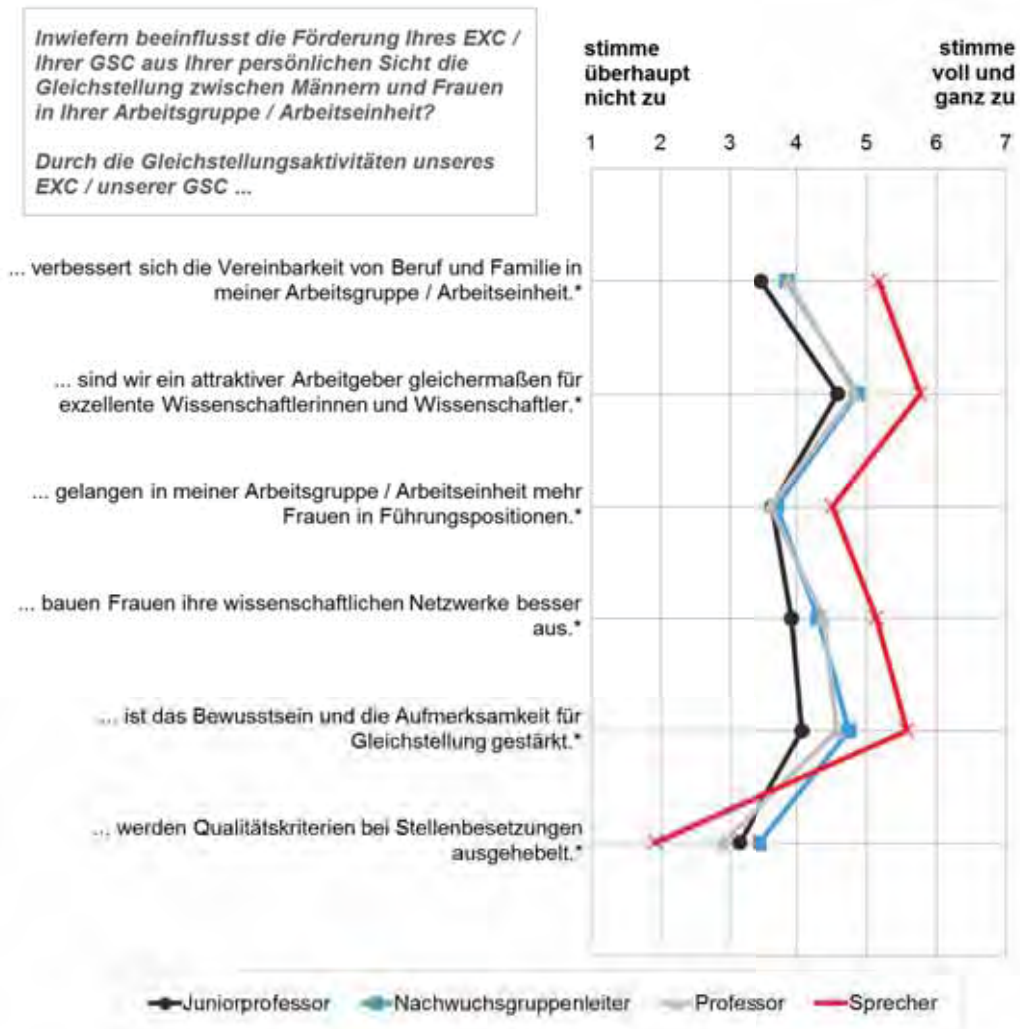 Inwiefern beeinflusst die Förderung Ihres EXC /
Ihrer GSC aus Ihrer persönlichen Sicht die
Gleichstellung zwischen Männern und Frauen
in Ihrer Arbeitsgruppe / Arbeitseinheit?
Durch die Gleichstellungsaktivitäten unseres
EXC / unserer GSC ...
stimme
überhaupt
nicht zu
stimme
voll und
ganz zu
1 2 3 4 5 6 7
... verbessert sich die Vereinbarkeit von Beruf und Familie in
meiner Arbeitsgruppe / Arbeitseinheit.*
... sind wir ein attraktiver Arbeitgeber gleichermaßen für
exzellente Wissenschaftlerinnen und Wissenschaftler.*
... gelangen in meiner Arbeitsgruppe / Arbeitseinheit mehr
Frauen in Führungspositionen.*
... bauen Frauen ihre wissenschaftlichen Netzwerke besser
aus.*
... ist das Bewusstsein und die Aufmerksamkeit für
Gleichstellung gestärkt.*
... werden Qualitätskriterien bei Stellenbesetzungen
ausgehebelt.*
Juniorprofessor Nachwuchsgruppenleiter Professor Sprecher